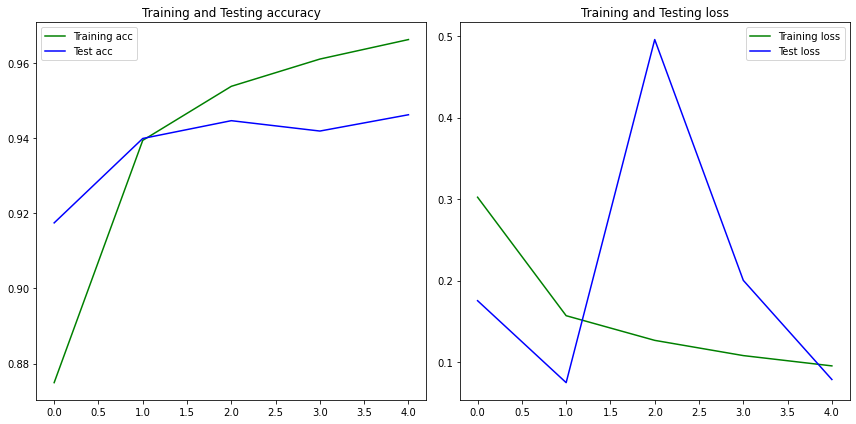 Training and Testing accuracy
Training acc
Test acc
0.96
0.94
0.92
0.90
0.88
0.0 0.5 1.0 1.5 2.0 2.5 3.0 3.5 4.0
Training and Testing loss
Training loss
Test loss
0.5
0.4
0.3
0.2
0.1
0.0 0.5 1.0 1.5 2.0 2.5 3.0 3.5 4.0